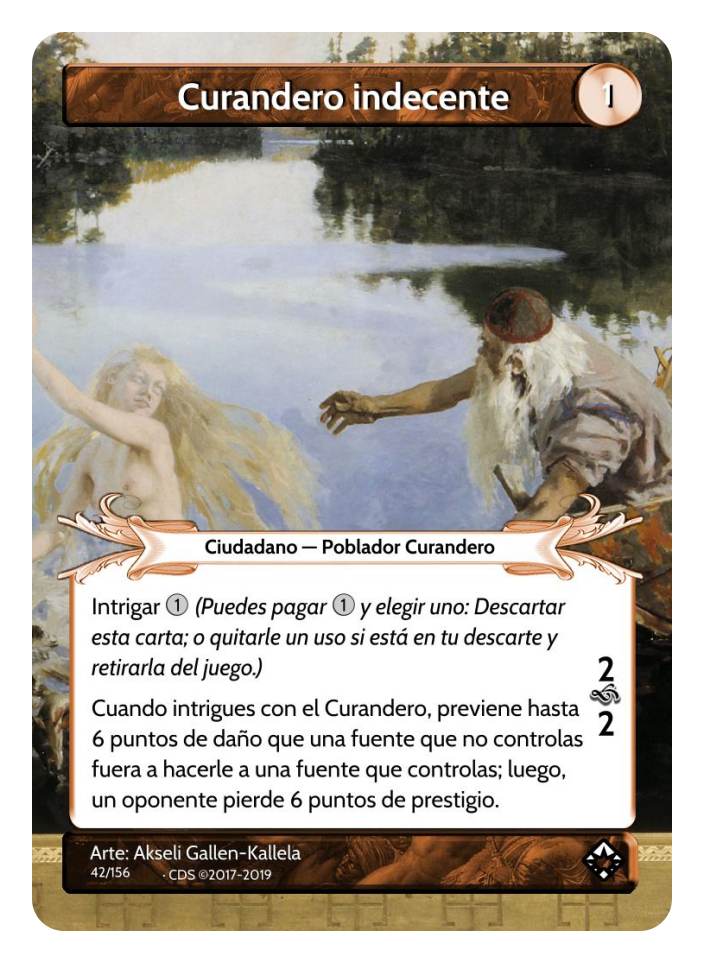 Curandero indecente
1
Ciudadano — Poblador Curandero
Intrigar ① (Puedes pagar ① y elegir uno: Descartar
esta carta; o quitarle un uso si está en tu descarte y
retirarla del juego.)
2
2
Cuando intrigues con el Curandero, previene hasta
6 puntos de daño que una fuente que no controlas
fuera a hacerle a una fuente que controlas; luego,
un oponente pierde 6 puntos de prestigio.
Arte: Akseli Gallen-Kallela
42/156 · CDS ©2017-2019